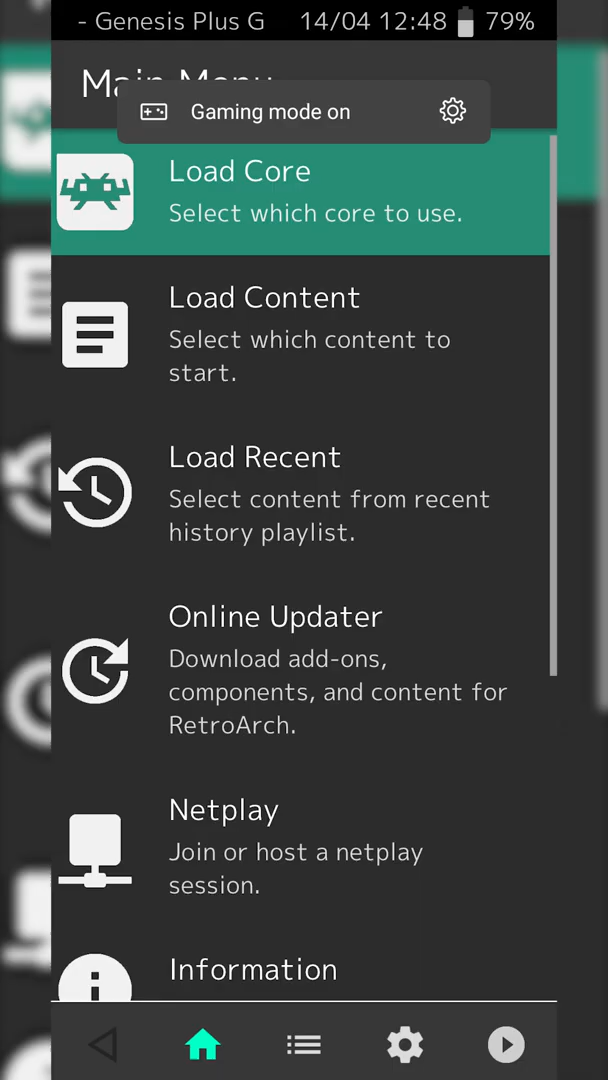 - Genesis Plus G 14/04 12:48 79%
Main Menu
Gaming mode on
Load Core
Select which core to use.
Load Content
Select which content to
start.
Load Recent
Select content from recent
history playlist.
Online Updater
Download add-ons,
components, and content for
RetroArch.
Netplay
Join or host a netplay
session.
Information